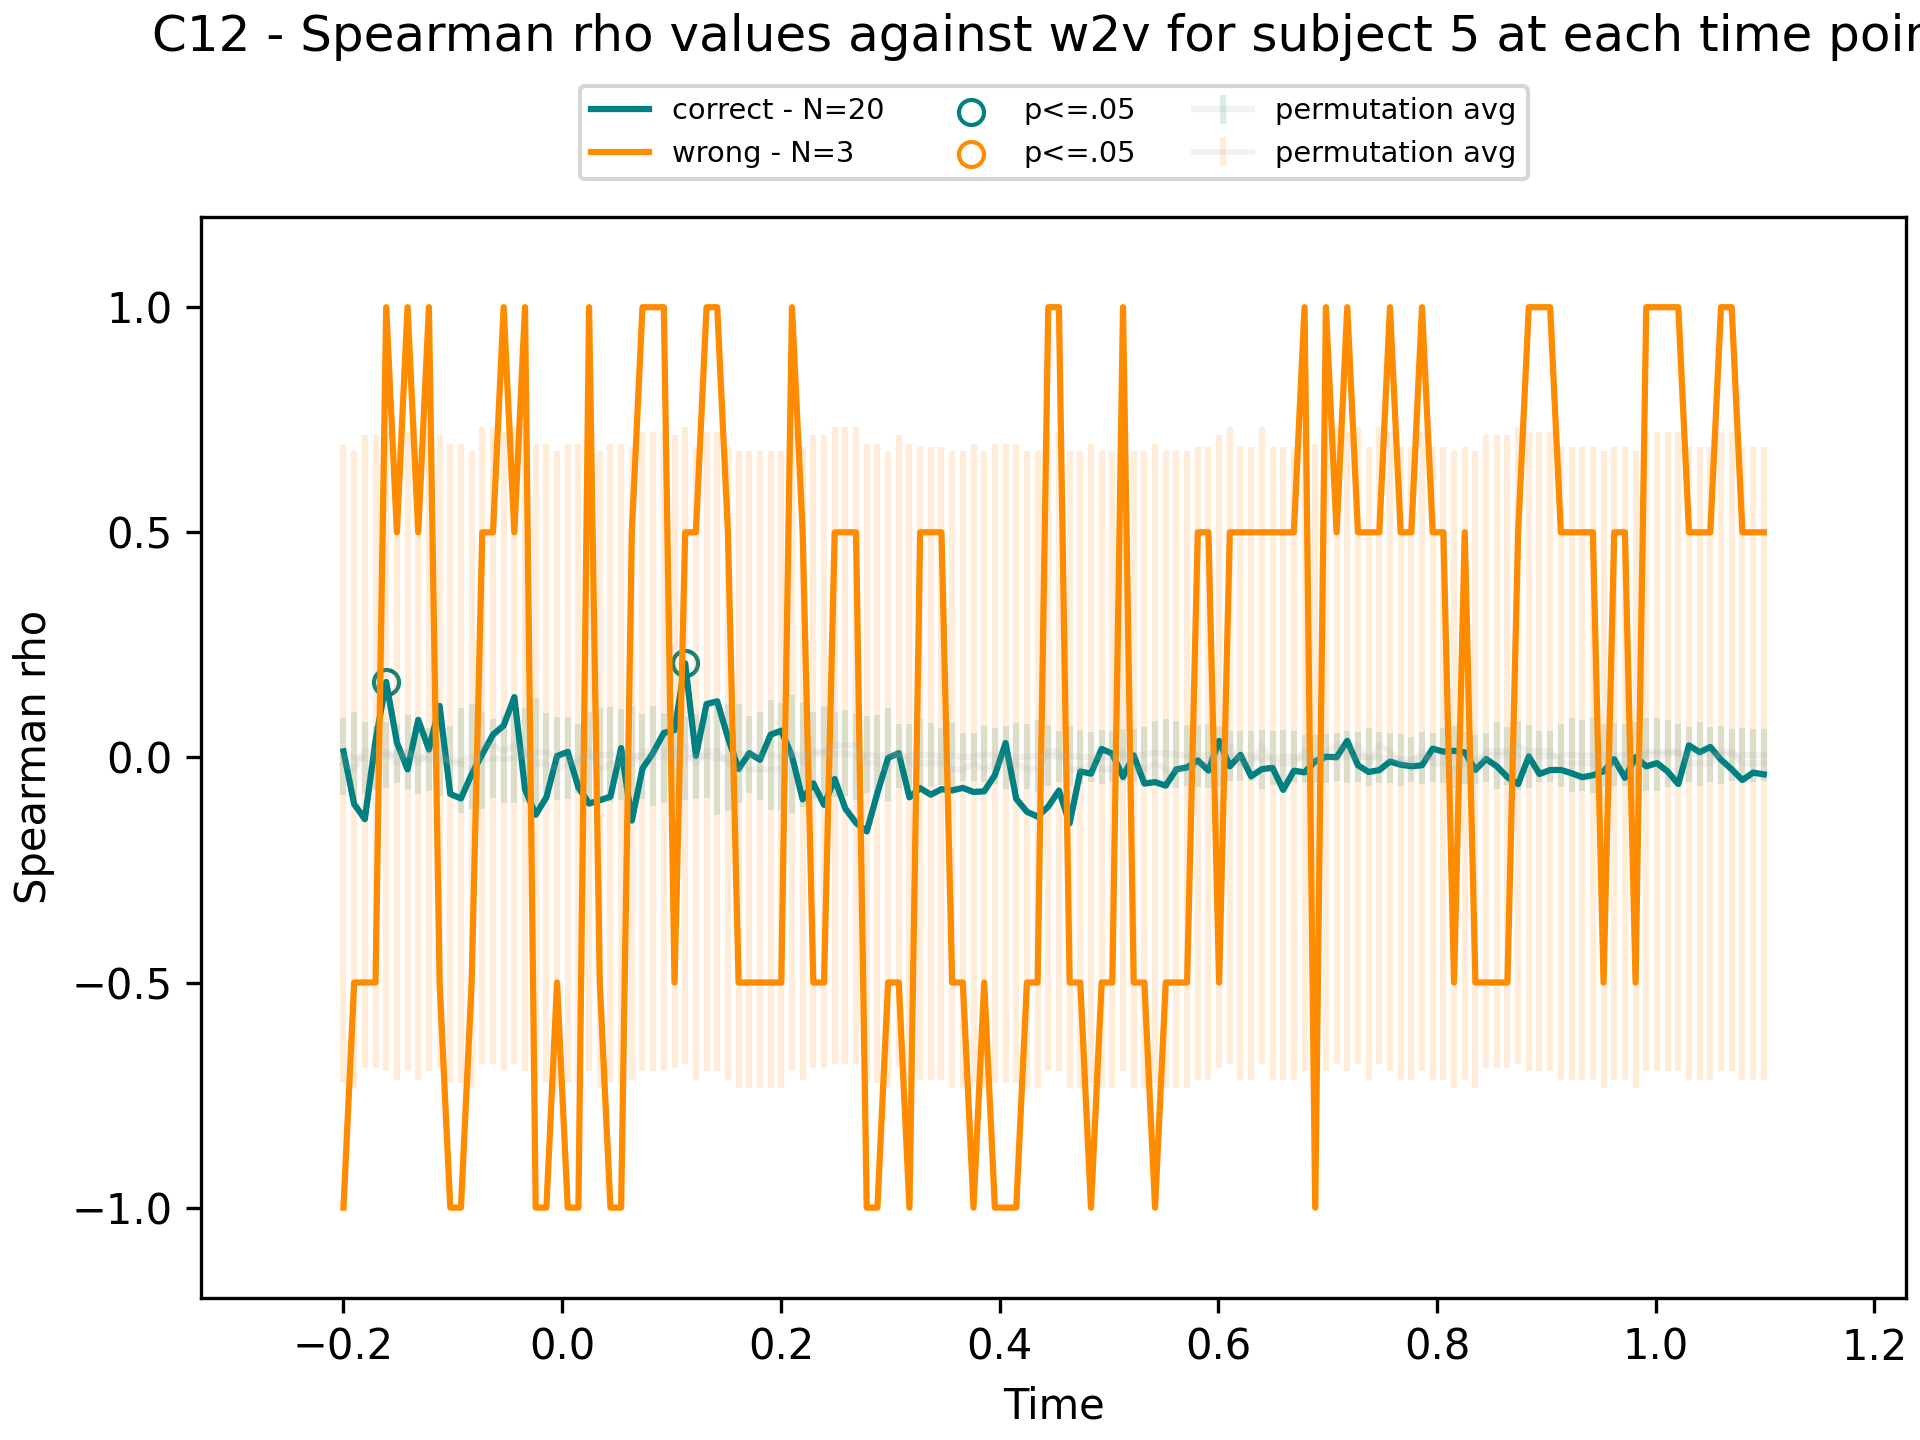 C12 - Spearman rho values against w2v for subject 5 at each time poin
correct - N=20
wrong - N=3
p<=.05
p<=.05
permutation avg
permutation avg
1.0
0.5
0.0
−0.5
−1.0
Spearman rho
−0.2 0.0 0.2 0.4 0.6 0.8 1.0 1.2
Time